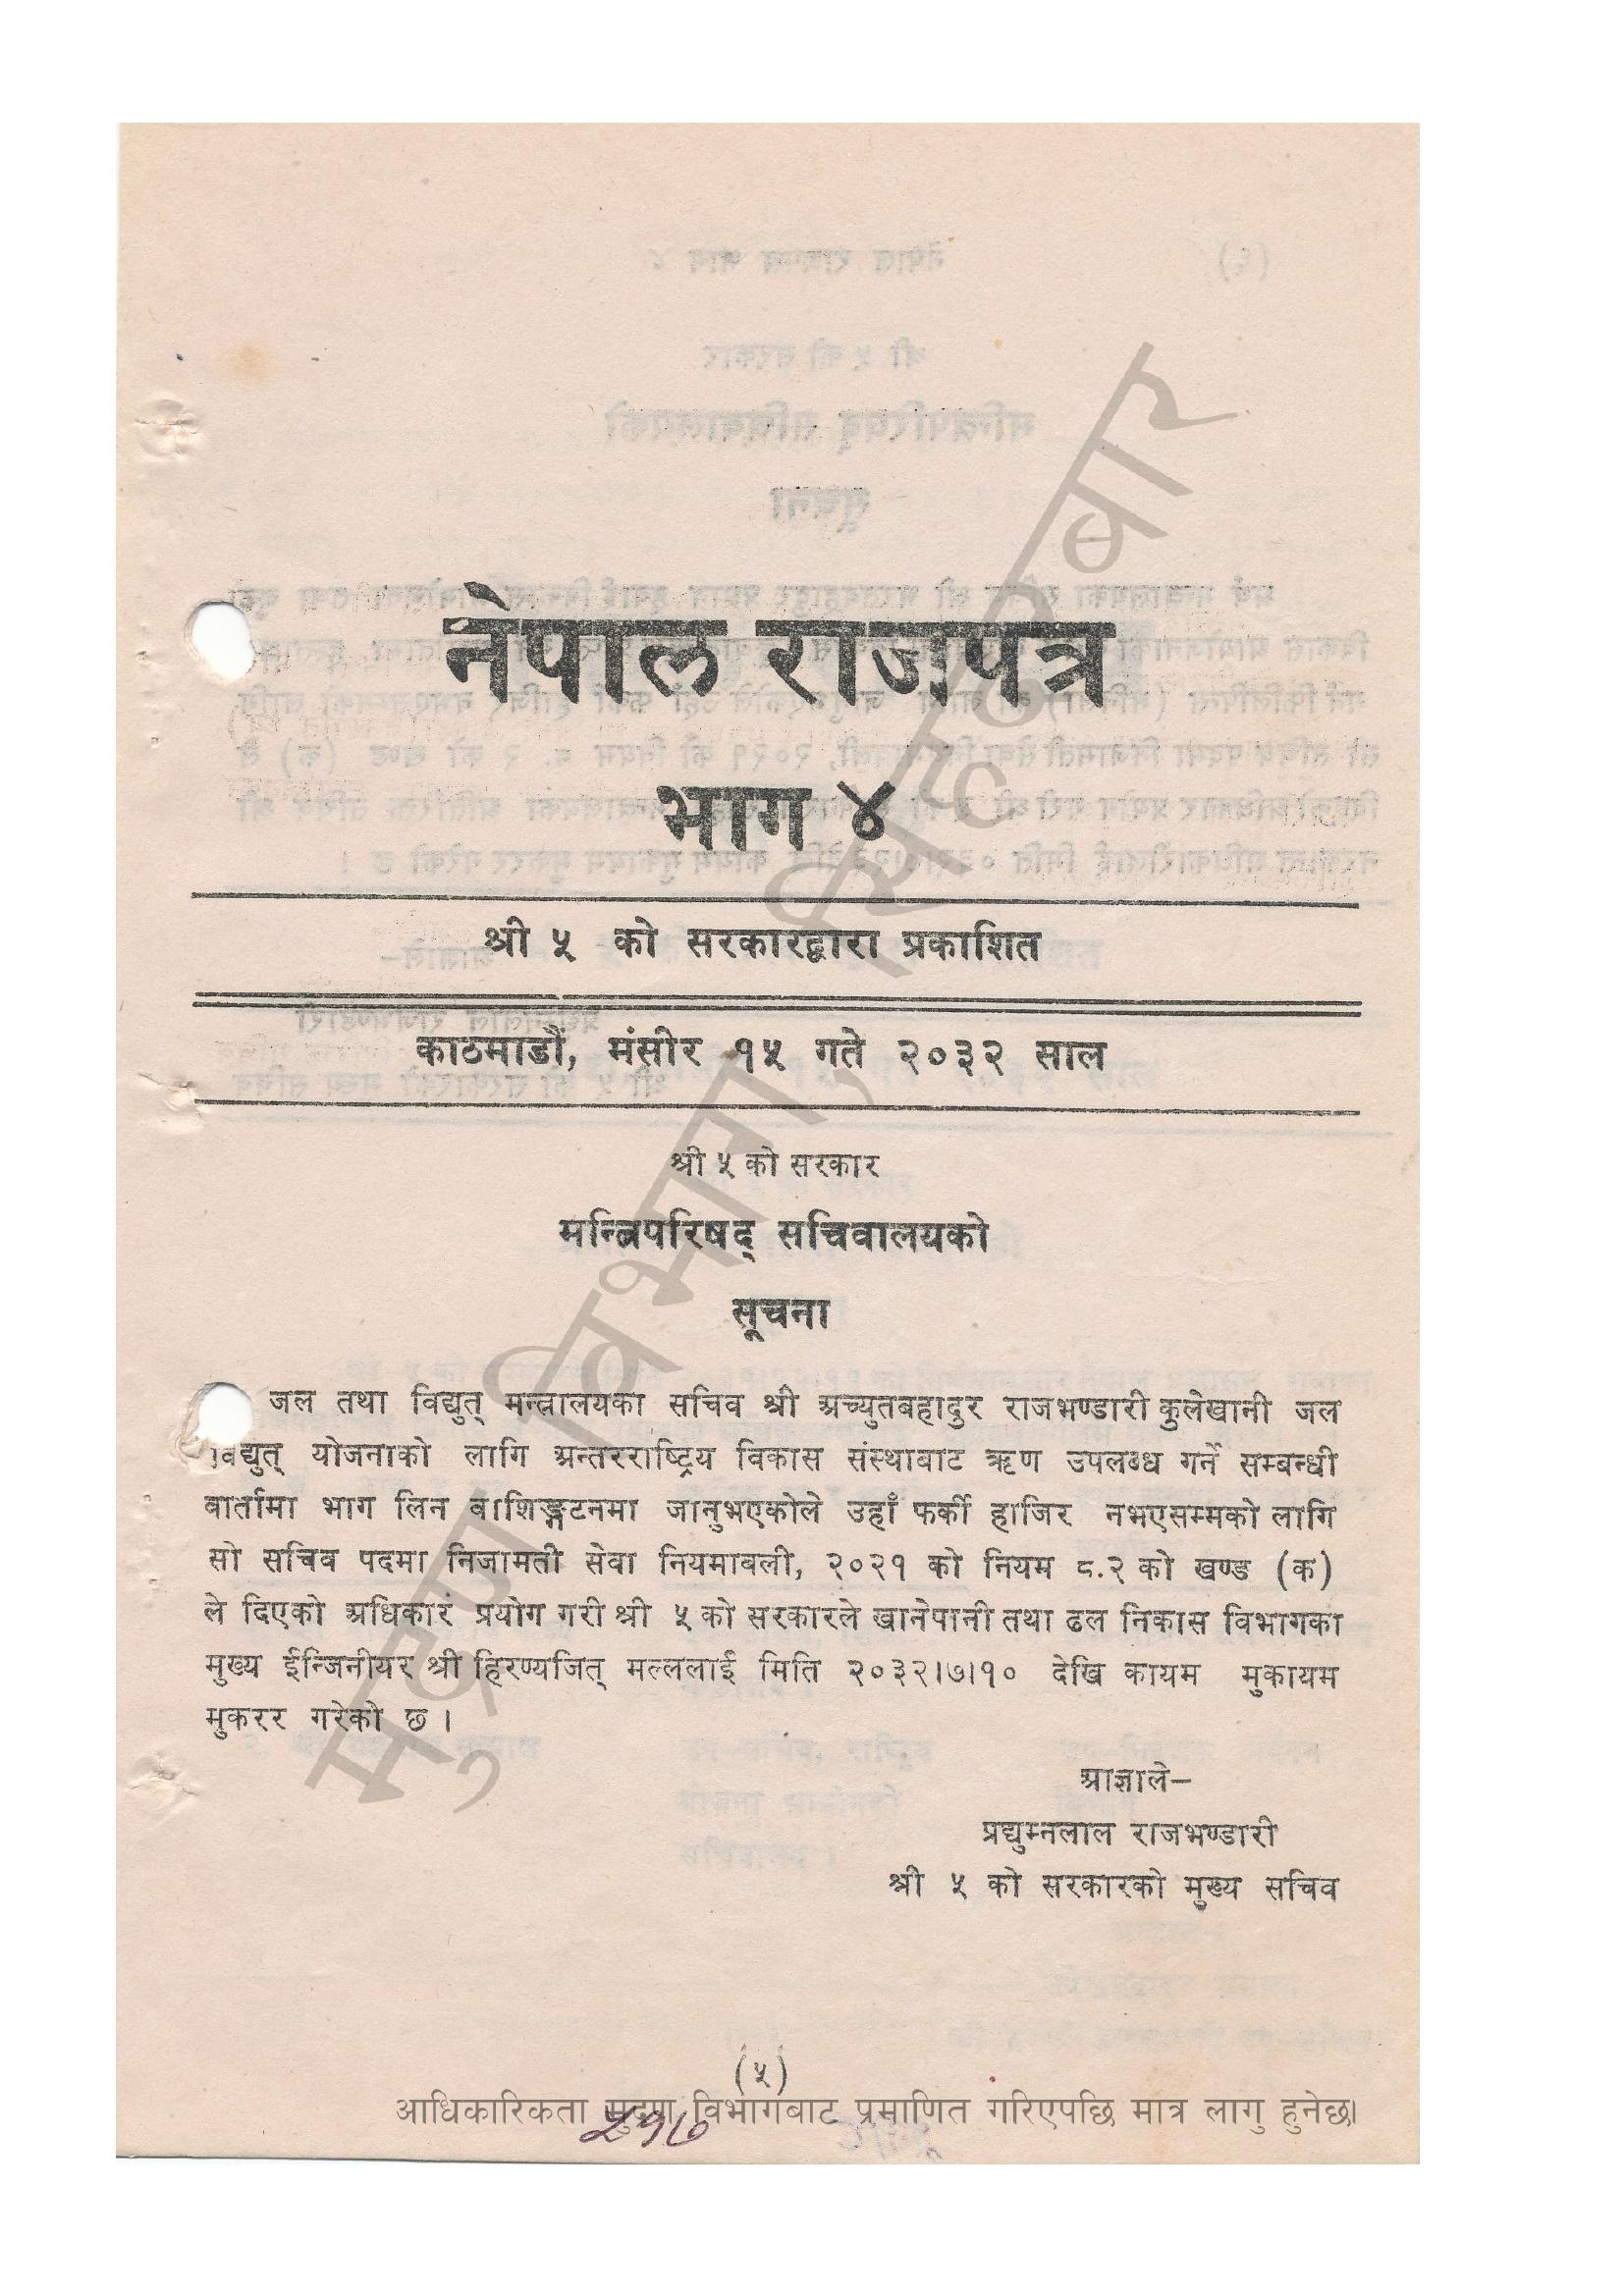 नेपाल राजपत्र
भाग ४
श्री ५ को सरकारद्वारा प्रकाशित
काठमाडौं, मंसीर १५ गते २०३२ साल
श्री ५ को सरकार
मन्त्रिपरिषद् सचिवालयको
सूचना
जल तथा विद्युत् मन्त्रालयका सचिव श्री अच्युतबहादुर राजभण्डारी कुलेखानी जल
विद्युत् योजनाको लागि अन्तरराष्ट्रिय विकास संस्थाबाट ऋण उपलब्ध गर्ने सम्बन्धी
वार्तामा भाग लिन वाशिङ्गटनमा जानुभएकोले उहाँ फर्की हाजिर नभएसम्मको लागि
सो सचिव पदमा निजामती सेवा नियमावली, २०२१ को नियम ८.२ को खण्ड (क)
ले दिएको अधिकार प्रयोग गरी श्री ५ को सरकारले खानेपानी तथा ढल निकास विभागका
मुख्य ईन्जिनीयर श्री हिरण्यजित् मल्ललाई मिति २०३२।७।१० देखि कायम मुकायम
मुकरर गरेको छ ।
आज्ञाले–
प्रद्युम्नलाल राजभण्डारी
श्री ५ को सरकारको मुख्य सचिव
(५)
आधिकारिकता मुद्रण विभागबाट प्रमाणित गरिएपछि मात्र लागु हुनेछ।
५१७
मुद्रण विभाग, सिंहदरबार